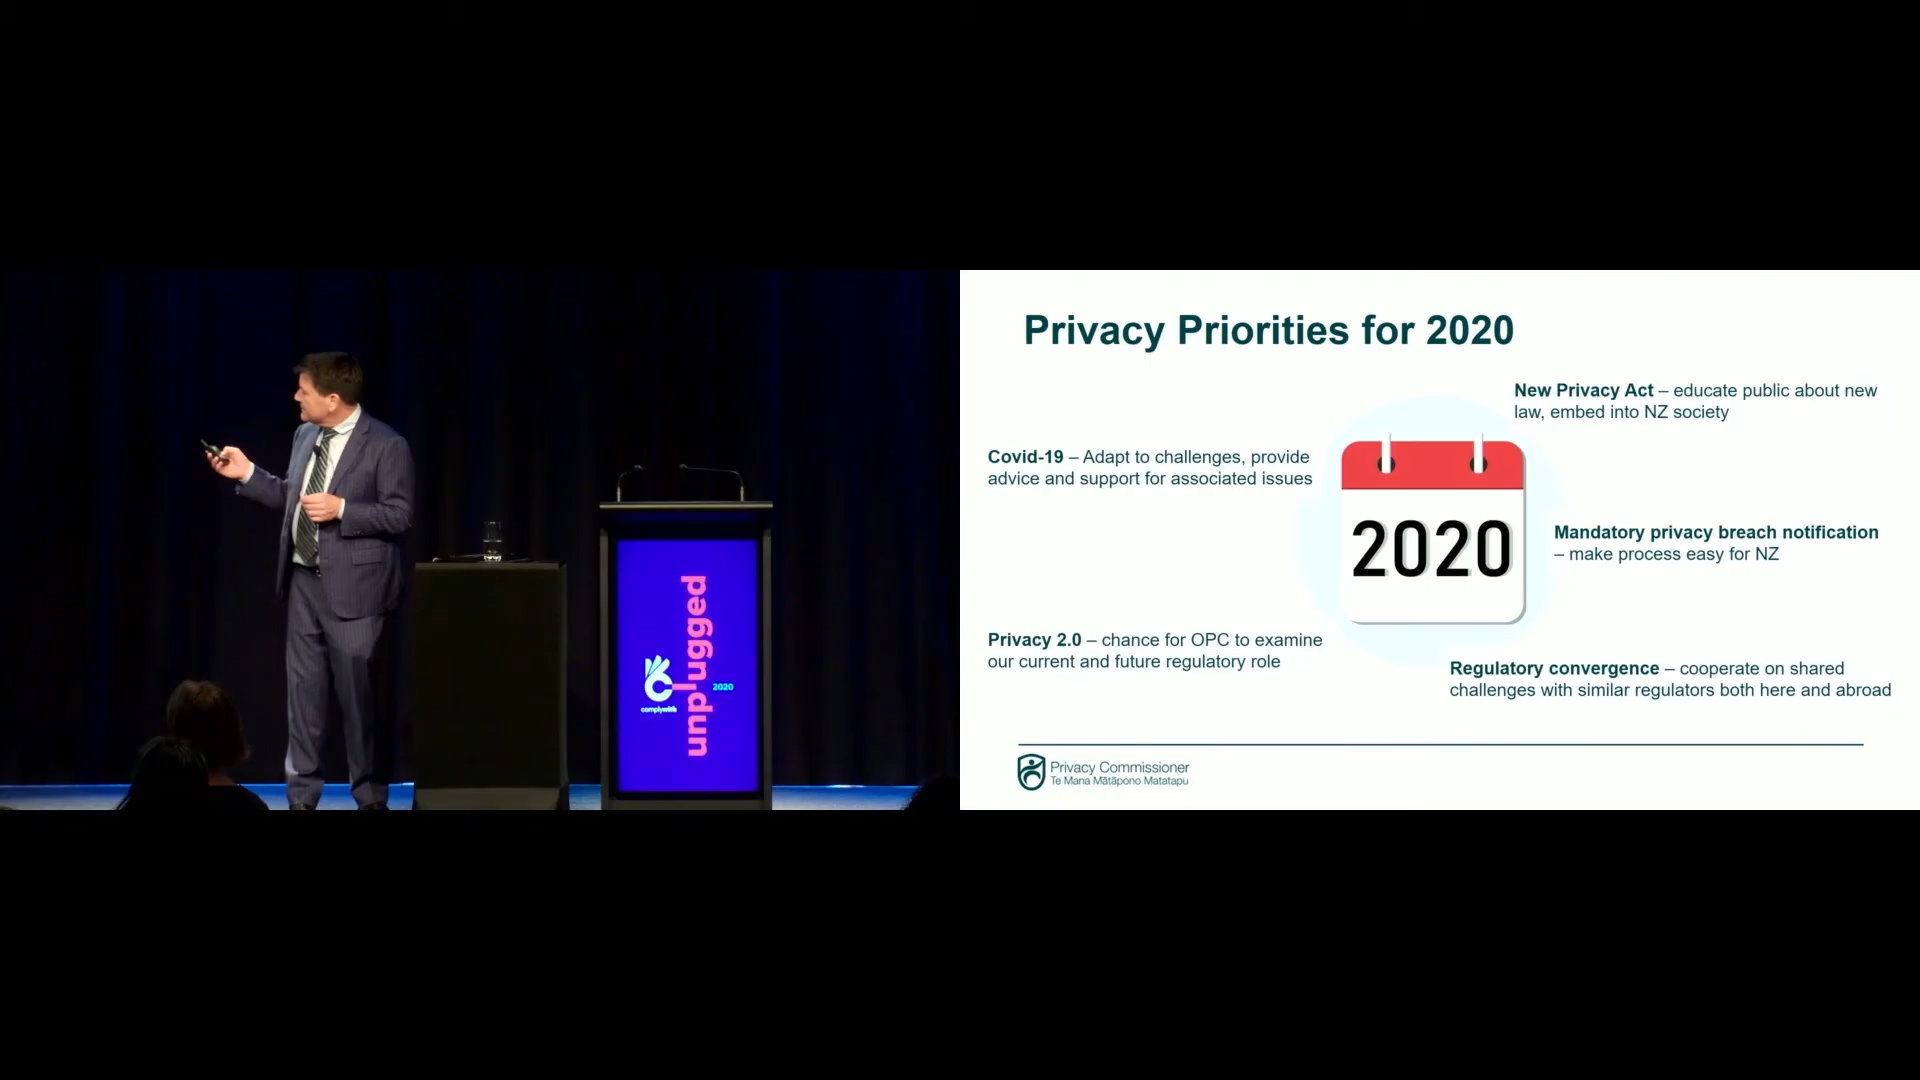 unplugged
2020
complywith
Privacy Priorities for 2020
New Privacy Act – educate public about new
law, embed into NZ society
Covid-19 – Adapt to challenges, provide
advice and support for associated issues
2020
Mandatory privacy breach notification
– make process easy for NZ
Privacy 2.0 – chance for OPC to examine
our current and future regulatory role
Regulatory convergence – cooperate on shared
challenges with similar regulators both here and abroad
Privacy Commissioner
Te Mana Mātāpono Matatapu